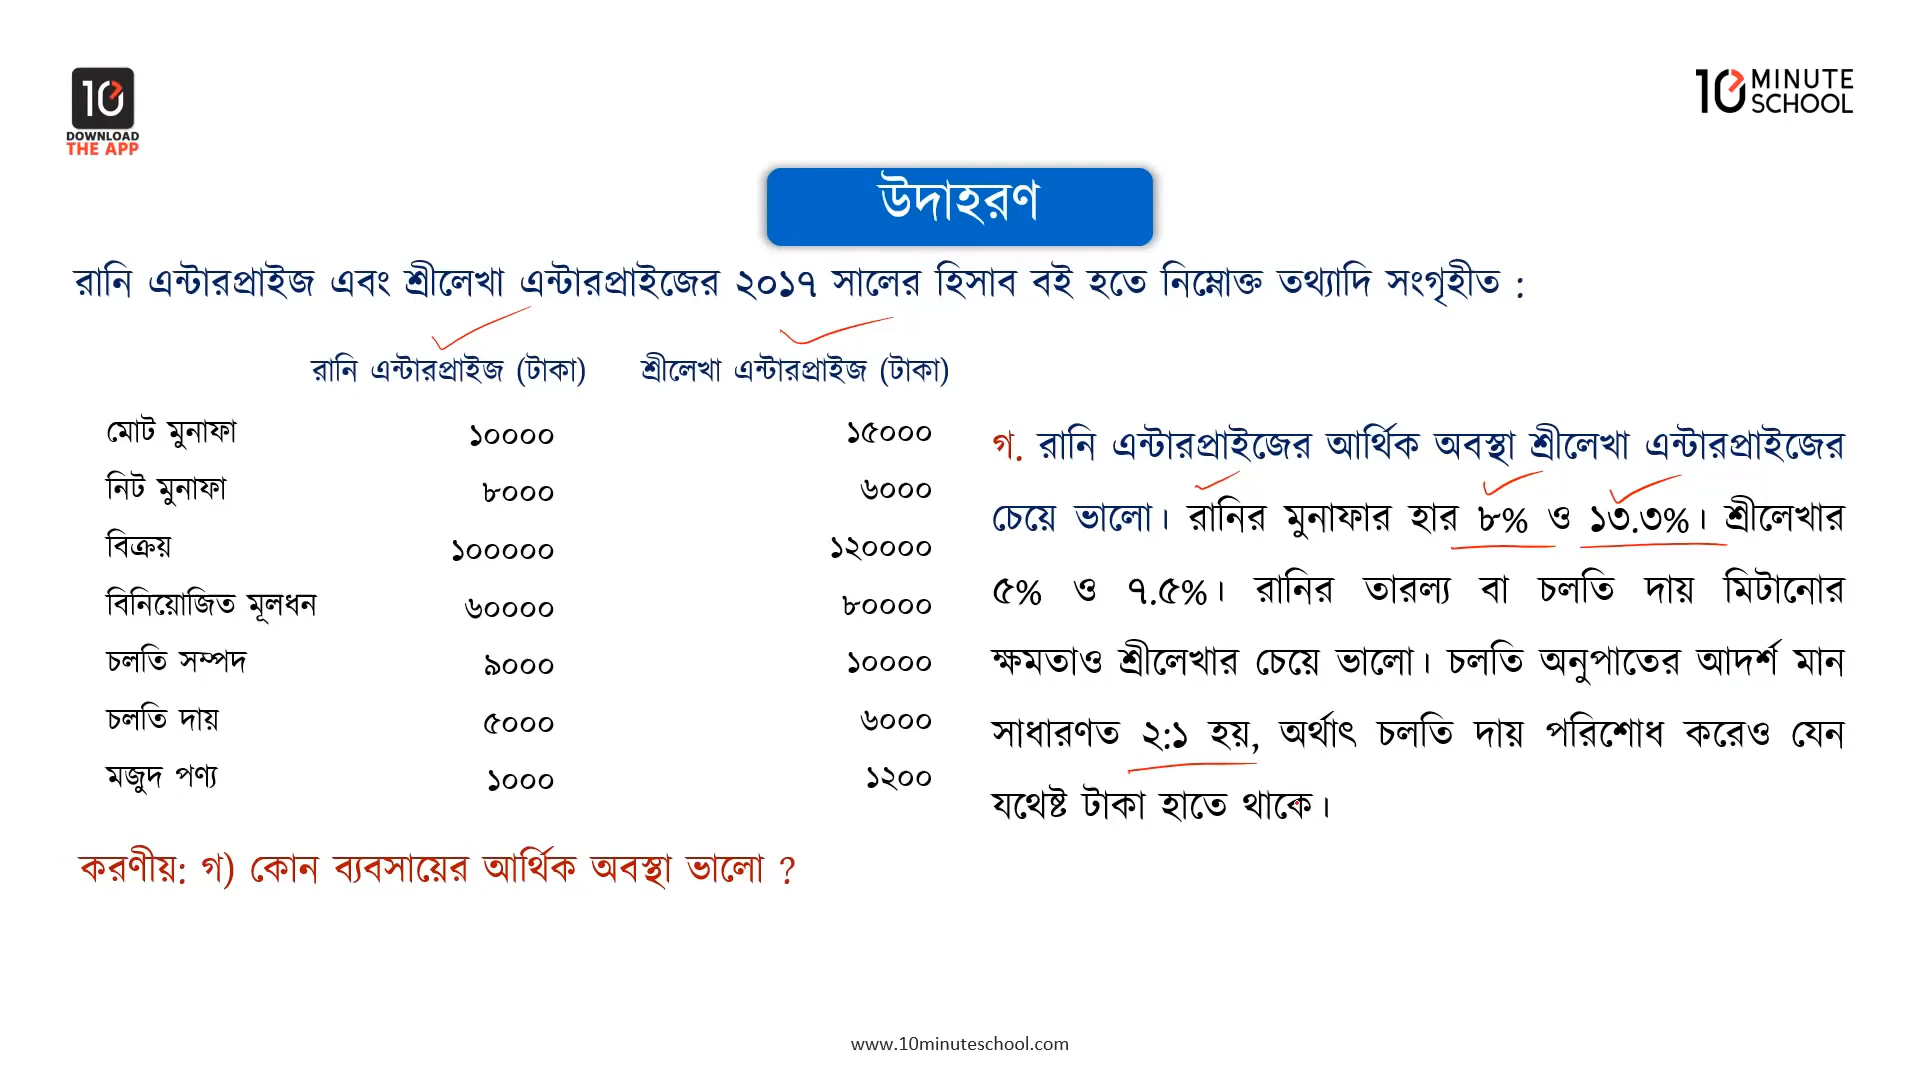 10
DOWNLOAD
THE APP
10 MINUTE
SCHOOL
উদাহরণ
রানি এন্টারপ্রাইজ এবং শ্রীলেখা এন্টারপ্রাইজের ২০১৭ সালের হিসাব বই হতে নিম্নোক্ত তথ্যাদি সংগৃহীত :
রানি এন্টারপ্রাইজ (টাকা) শ্রীলেখা এন্টারপ্রাইজ (টাকা)
মোট মুনাফা ১০০০০ ১৫০০০
নিট মুনাফা ৮০০০ ৬০০০
বিক্রয় ১০০০০০ ১২০০০০
বিনিয়োজিত মূলধন ৬০০০০ ৮০০০০
চলতি সম্পদ ৯০০০ ১০০০০
চলতি দায় ৫০০০ ৬০০০
মজুদ পণ্য ১০০০ ১২০০
করণীয়: গ) কোন ব্যবসায়ের আর্থিক অবস্থা ভালো ?
গ. রানি এন্টারপ্রাইজের আর্থিক অবস্থা শ্রীলেখা এন্টারপ্রাইজের
চেয়ে ভালো। রানির মুনাফার হার ৮% ও ১৩.৩%। শ্রীলেখার
৫% ও ৭.৫%। রানির তারল্য বা চলতি দায় মিটানোর
ক্ষমতাও শ্রীলেখার চেয়ে ভালো। চলতি অনুপাতের আদর্শ মান
সাধারণত ২:১ হয়, অর্থাৎ চলতি দায় পরিশোধ করেও যেন
যথেষ্ট টাকা হাতে থাকে।
www.10minuteschool.com